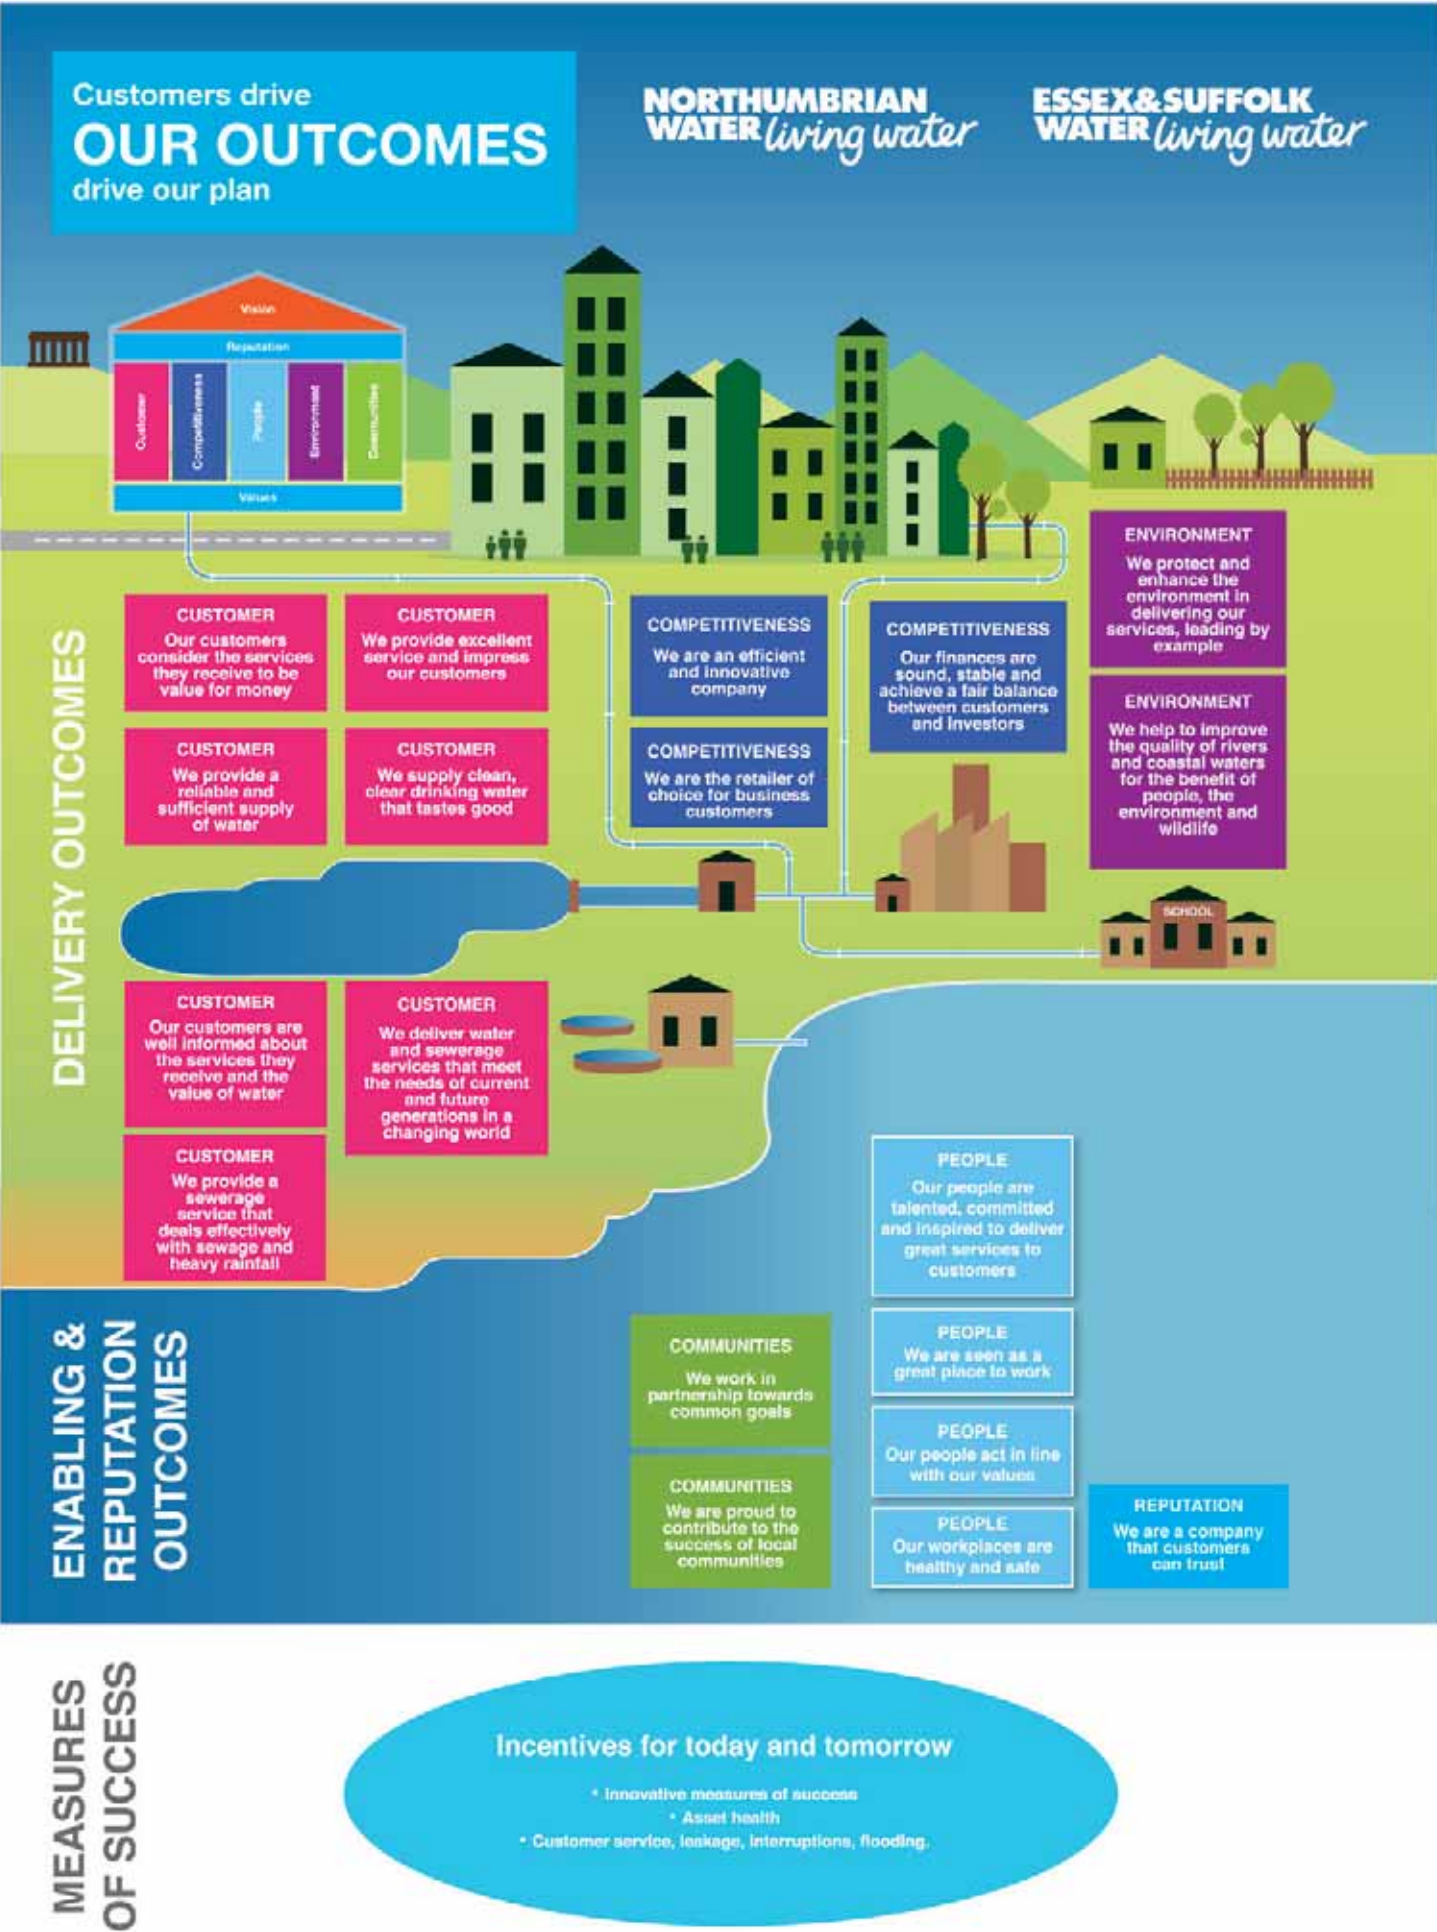 Customers drive
OUR OUTCOMES
drive our plan
NORTHUMBRIAN
WATER living water
ESSEX&SUFFOLK
WATER living water
Vision
Reputation
Customer
Competitiveness
People
Environment
Communities
Values
DELIVERY OUTCOMES
CUSTOMER
Our customers
consider the services
they receive to be
value for money
CUSTOMER
We provide excellent
service and impress
our customers
COMPETITIVENESS
We are an efficient
and innovative
company
COMPETITIVENESS
Our finances are
sound, stable and
achieve a fair balance
between customers
and Investors
ENVIRONMENT
We protect and
enhance the
environment in
delivering our
services, leading by
example
CUSTOMER
We provide a
reliable and
sufficient supply
of water
CUSTOMER
We supply clean,
clear drinking water
that tastes good
COMPETITIVENESS
We are the retailer of
choice for business
customers
ENVIRONMENT
We help to improve
the quality of rivers
and coastal waters
for the benefit of
people, the
environment and
wildlife
SCHOOL
CUSTOMER
Our customers are
well informed about
the services they
receive and the
value of water
CUSTOMER
We deliver water
and sewerage
services that meet
the needs of current
and future
generations in a
changing world
CUSTOMER
We provide a
sewerage
service that
deals effectively
with sewage and
heavy rainfall
ENABLING &
REPUTATION
OUTCOMES
COMMUNITIES
We work in
partnership towards
common goals
COMMUNITIES
We are proud to
contribute to the
success of local
communities
PEOPLE
Our people are
talented, committed
and inspired to deliver
great services to
customers
PEOPLE
We are seen as a
great place to work
PEOPLE
Our people act in line
with our values
PEOPLE
Our workplaces are
healthy and safe
REPUTATION
We are a company
that customers
can trust
MEASURES
OF SUCCESS
Incentives for today and tomorrow
• Innovative measures of success
• Asset health
• Customer service, leakage, interruptions, flooding.